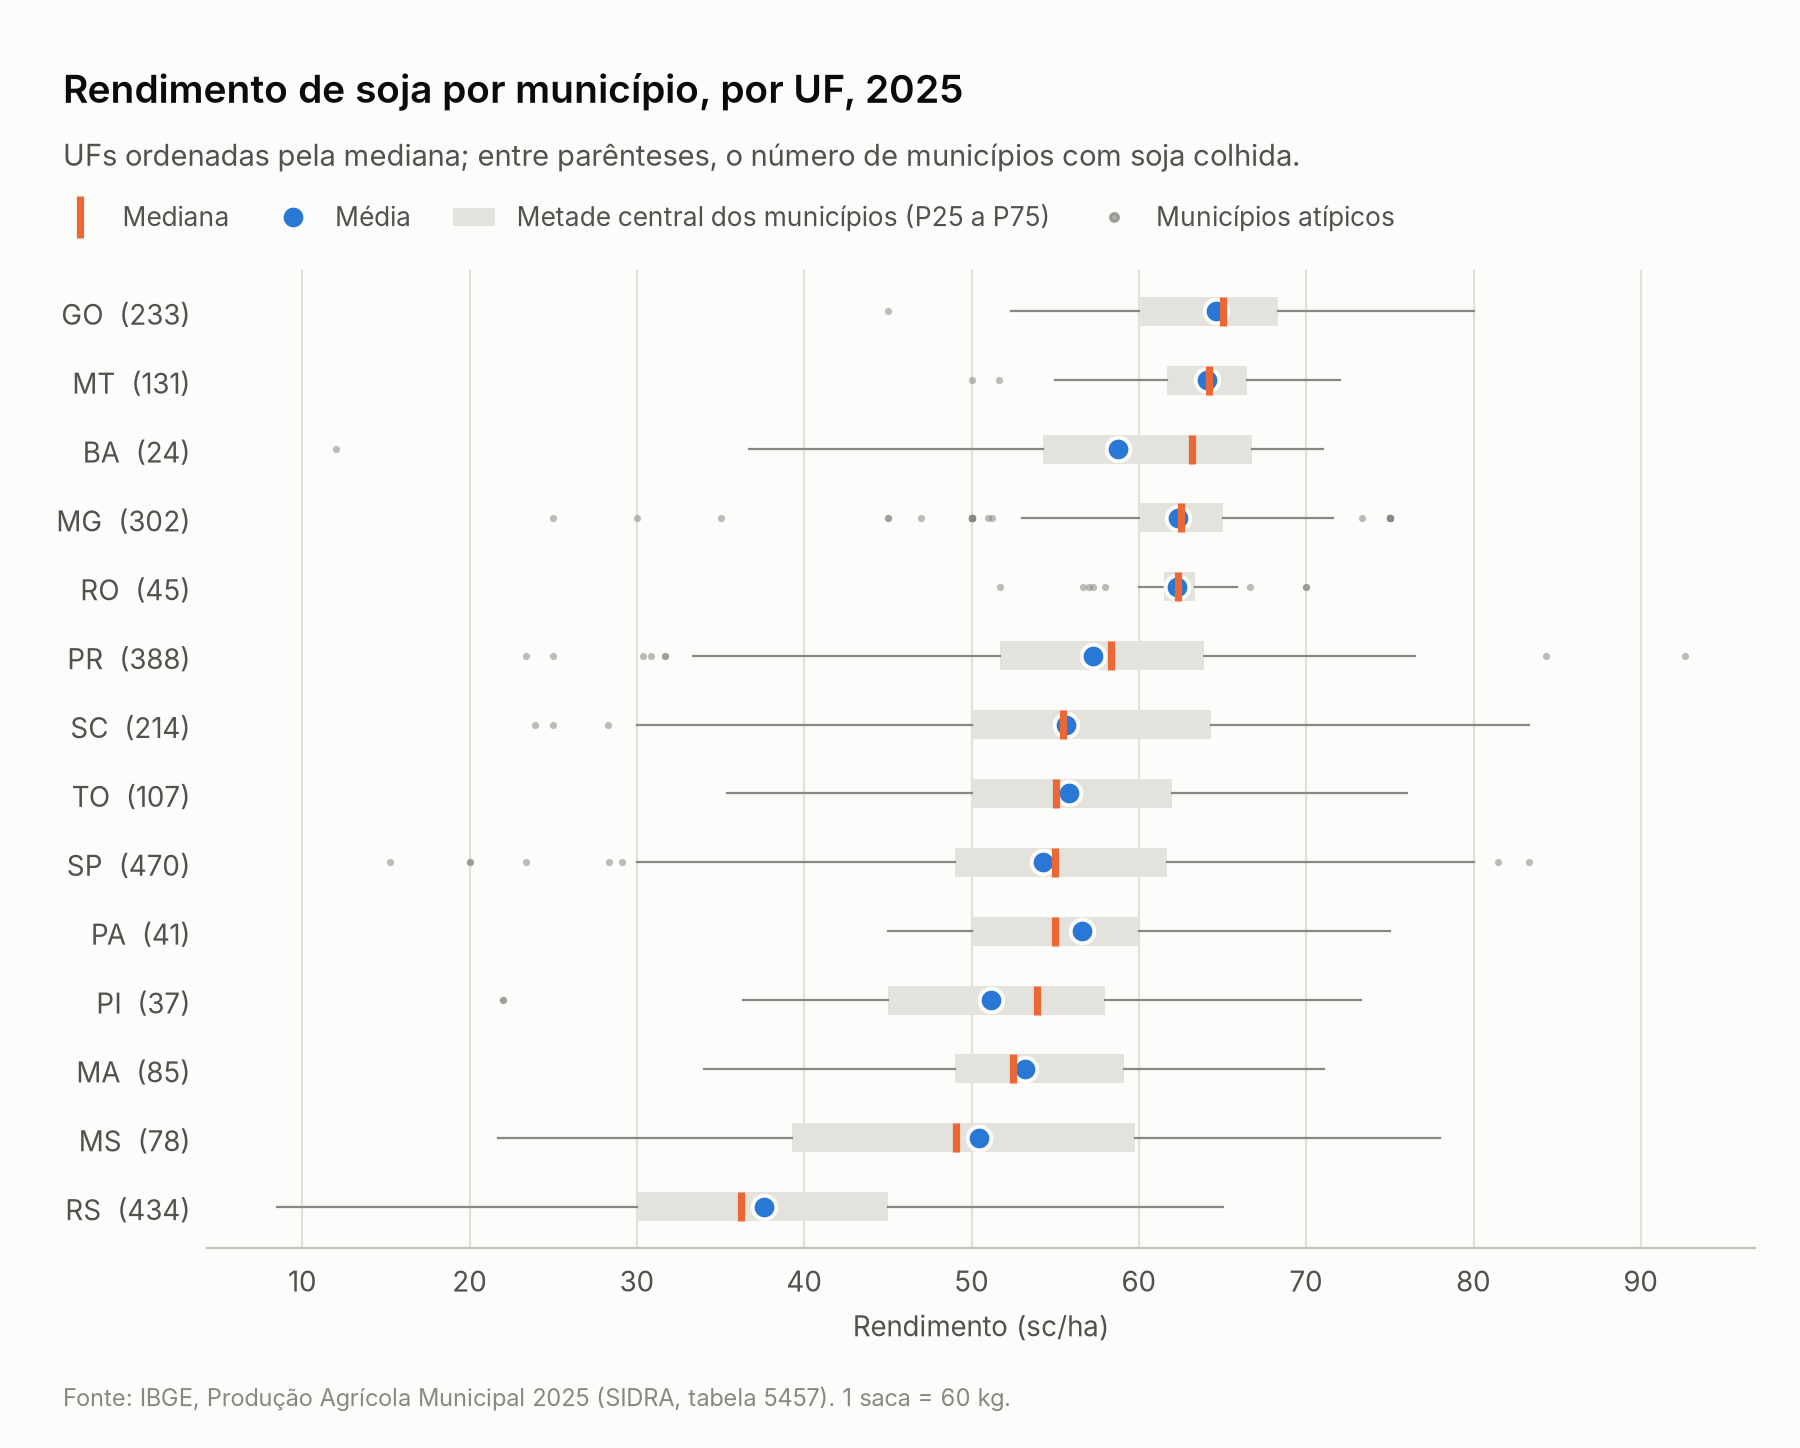 Rendimento de soja por município, por UF, 2025
UFs ordenadas pela mediana; entre parênteses, o número de municípios com soja colhida.
Mediana Média Metade central dos municípios (P25 a P75) Municípios atípicos
GO (233)
MT (131)
BA (24)
MG (302)
RO (45)
PR (388)
SC (214)
TO (107)
SP (470)
PA (41)
PI (37)
MA (85)
MS (78)
RS (434)
10 20 30 40 50 60 70 80 90
Rendimento (sc/ha)
Fonte: IBGE, Produção Agrícola Municipal 2025 (SIDRA, tabela 5457). 1 saca = 60 kg.